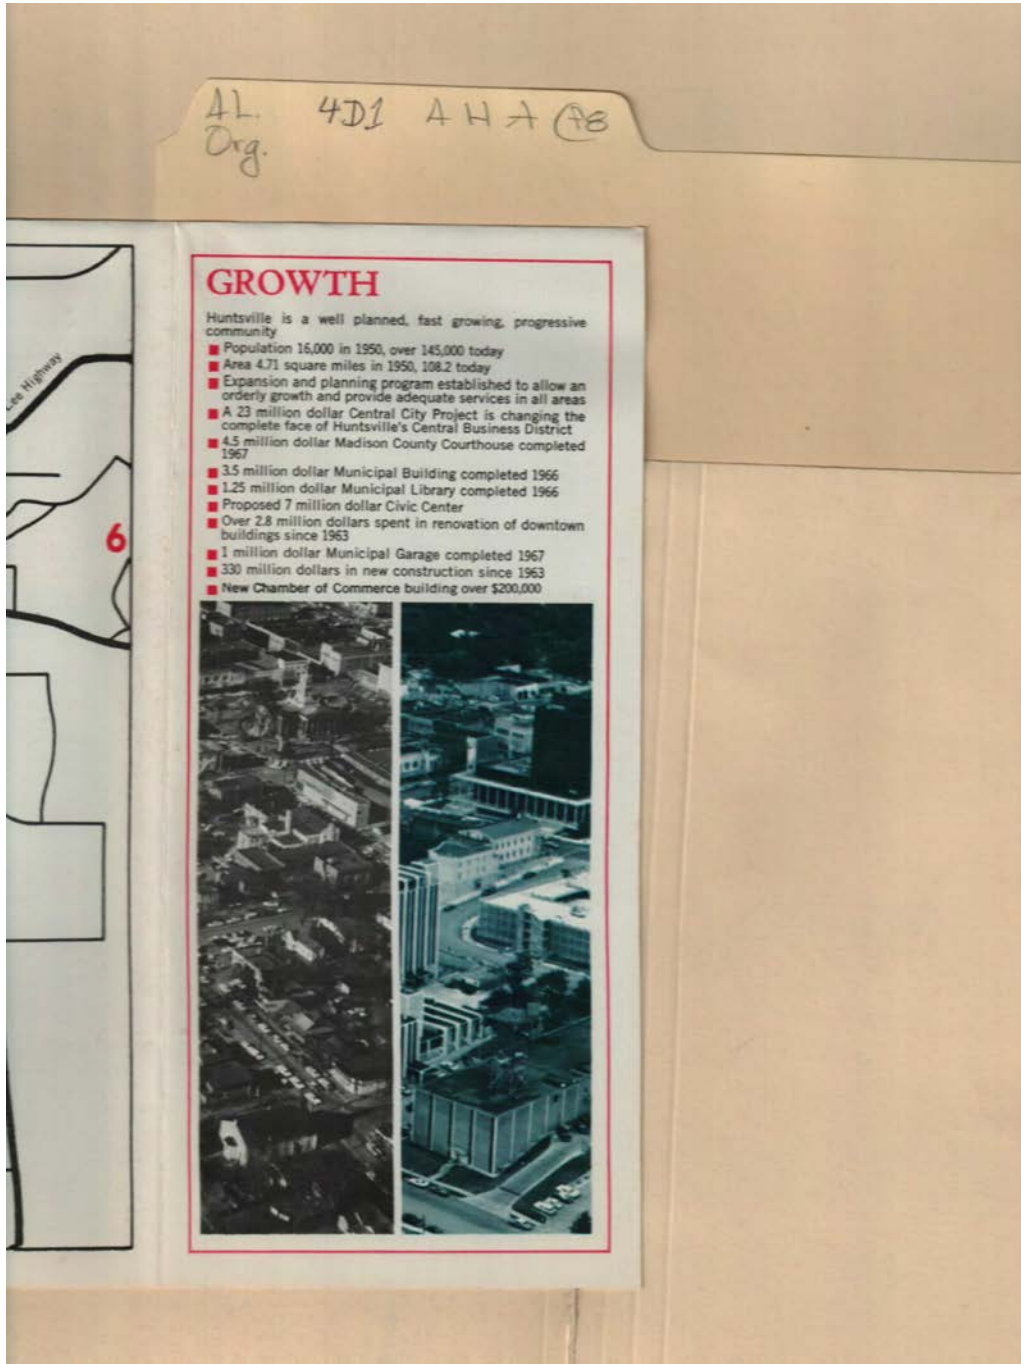 AL. 4D1 A H A
Org.
GROWTH
Huntsville is a well planned, fast growing, progressive
community
Population 16,000 in 1950, over 145,000 today
Area 4.71 square miles in 1950, 108.2 today
Expansion and planning program established to allow an
orderly growth and provide adequate services in all areas
A 23 million dollar Central City Project is changing the
complete face of Huntsville's Central Business District
4.5 million dollar Madison County Courthouse completed
1967
3.5 million dollar Municipal Building completed 1966
1.25 million dollar Municipal Library completed 1966
Proposed 7 million dollar Civic Center
Over 2.8 million dollars spent in renovation of downtown
buildings since 1963
1 million dollar Municipal Garage completed 1967
330 million dollars in new construction since 1963
New Chamber of Commerce building over $200,000
Lee Highway
6